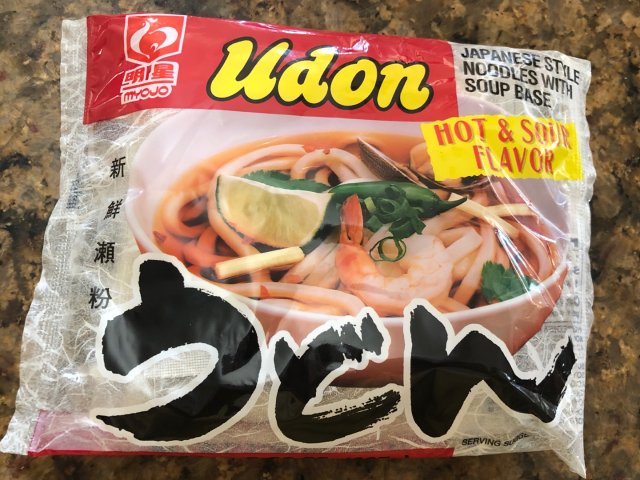 明星
MYOJO
Udon
JAPANESE STYLE
NOODLES WITH
SOUP BASE
HOT & SOUR
FLAVOR
新鮮瀬粉
うどん
SERVING